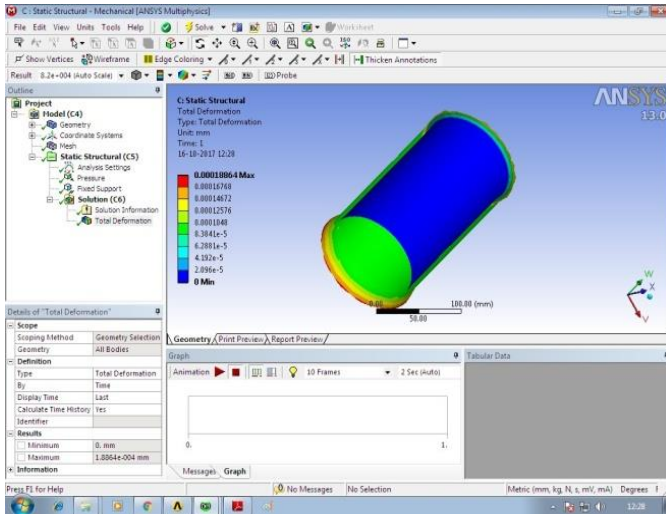 C : Static Structural - Mechanical [ANSYS Multiphysics]
File Edit View Units Tools Help Solve Worksheet
Show Vertices Wireframe Edge Coloring Thicken Annotations
Result 8.2e+004 (Auto Scale) Probe
Outline
Project
Model (C4)
Geometry
Coordinate Systems
Mesh
Static Structural (C5)
Analysis Settings
Pressure
Fixed Support
Solution (C6)
Solution Information
Total Deformation
C: Static Structural
Total Deformation
Type: Total Deformation
Unit: mm
Time: 1
16-10-2017 12:28
0.00018864 Max
0.00016768
0.00014672
0.00012576
0.0001048
8.3841e-5
6.2881e-5
4.192e-5
2.096e-5
0 Min
ANSYS
13.0
0.00
100.00 (mm)
50.00
W
X
V
Geometry Print Preview Report Preview
Details of "Total Deformation"
Scope
Scoping Method Geometry Selection
Geometry All Bodies
Definition
Type Total Deformation
By Time
Display Time Last
Calculate Time History Yes
Identifier
Results
Minimum 0. mm
Maximum 1.8864e-004 mm
Information
Graph
Animation 10 Frames 2 Sec (Auto)
0. 1.
Messages Graph
Tabular Data
Press F1 for Help No Messages No Selection Metric (mm, kg, N, s, mV, mA) Degrees
12:28